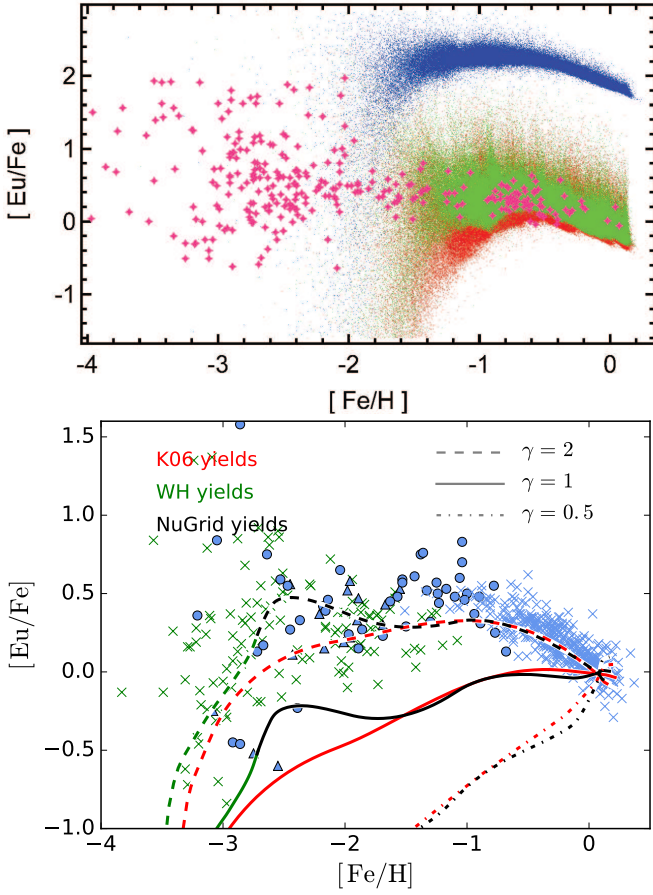 2
1
0
-1
[ Eu/Fe]
-4 -3 -2 -1 0
[ Fe/H ]
1.5
1.0
0.5
0.0
−0.5
−1.0
[Eu/Fe]
K06 yields
WH yields
NuGrid yields
γ = 2
γ = 1
γ = 0.5
−4 −3 −2 −1 0
[Fe/H]